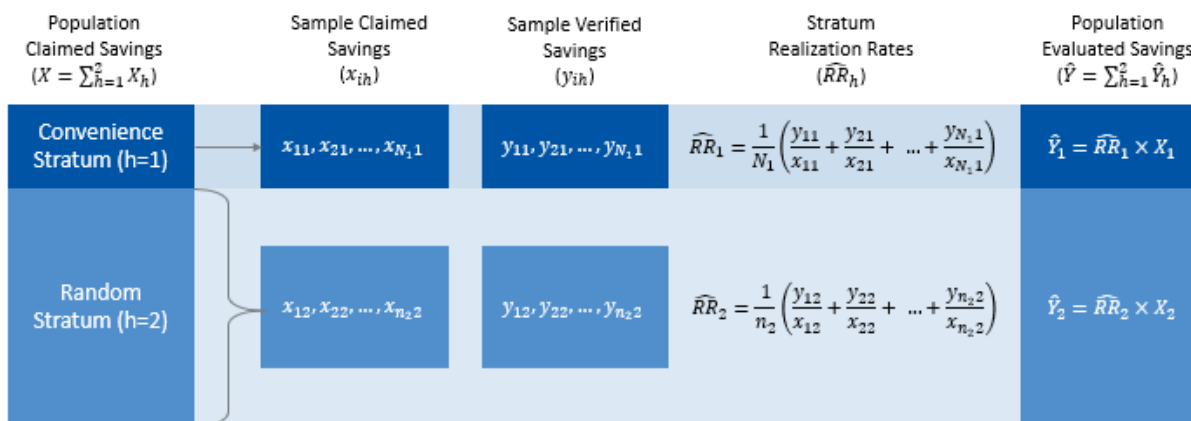 Population
Claimed Savings
(X = ∑²ₕ₌₁ Xₕ)
Sample Claimed
Savings
(xᵢₕ)
Sample Verified
Savings
(yᵢₕ)
Stratum
Realization Rates
(R̂Rₕ)
Population
Evaluated Savings
(Ŷ = ∑²ₕ₌₁ Ŷₕ)
Convenience
Stratum (h=1)
x₁₁, x₂₁, …, x_{N₁1}
y₁₁, y₂₁, …, y_{N₁1}
R̂R₁ = 1/N₁ (y₁₁/x₁₁ + y₂₁/x₂₁ + … + y_{N₁1}/x_{N₁1})
Ŷ₁ = R̂R₁ × X₁
Random
Stratum (h=2)
x₁₂, x₂₂, …, x_{n₂2}
y₁₂, y₂₂, …, y_{n₂2}
R̂R₂ = 1/n₂ (y₁₂/x₁₂ + y₂₂/x₂₂ + … + y_{n₂2}/x_{n₂2})
Ŷ₂ = R̂R₂ × X₂